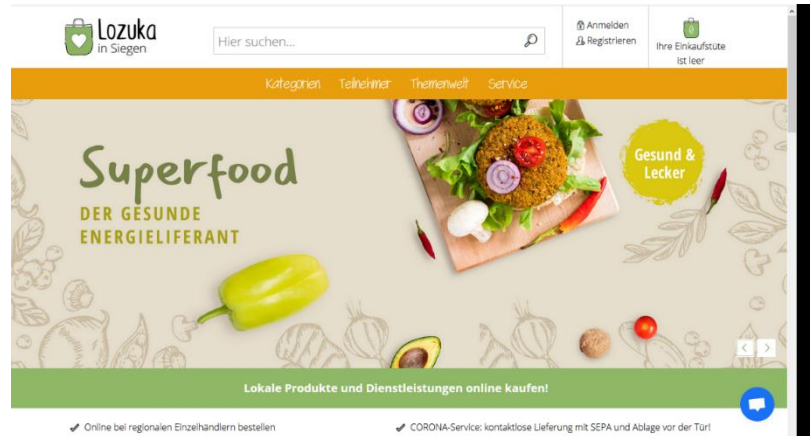 Lozuka
in Siegen
Hier suchen...
Anmelden
Registrieren
0
Ihre Einkaufstüte
ist leer
Kategorien Teilnehmer Themenwelt Service
Superfood
DER GESUNDE
ENERGIELIFERANT
Gesund &
Lecker
Lokale Produkte und Dienstleistungen online kaufen!
Online bei regionalen Einzelhändlern bestellen
CORONA-Service: kontaktlose Lieferung mit SEPA und Ablage vor der Tür!